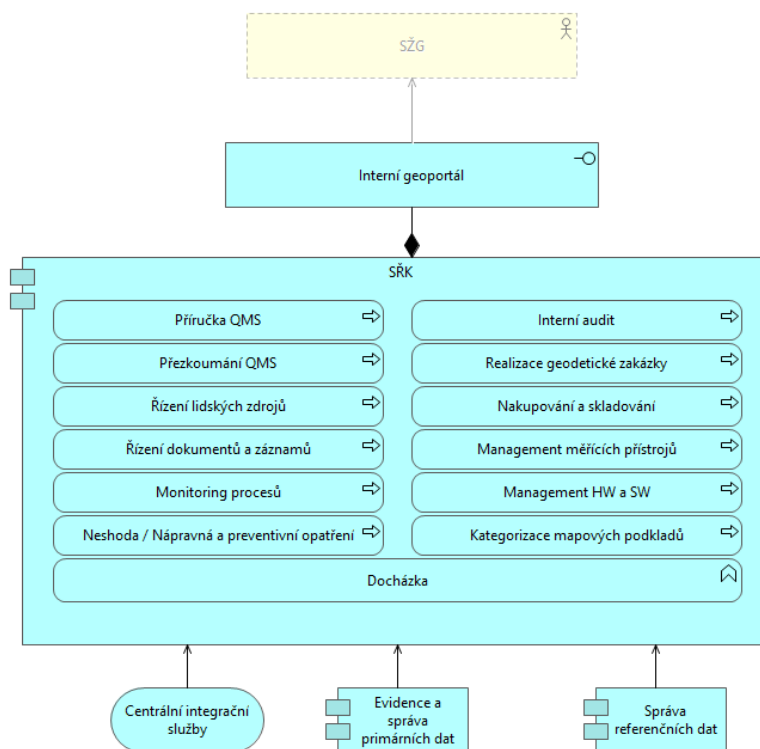 SŽG
Interní geoportál
SŘK
Příručka QMS
Interní audit
Přezkoumání QMS
Realizace geodetické zakázky
Řízení lidských zdrojů
Nakupování a skladování
Řízení dokumentů a záznamů
Management měřících přístrojů
Monitoring procesů
Management HW a SW
Neshoda / Nápravná a preventivní opatření
Kategorizace mapových podkladů
Docházka
Centrální integrační
služby
Evidence a
správa
primárních dat
Správa
referenčních dat